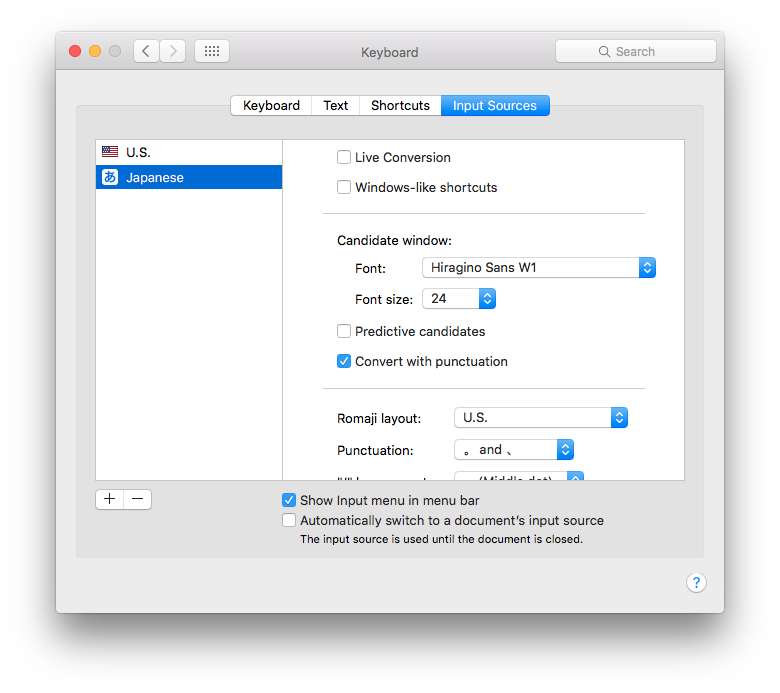 Keyboard
Search
Keyboard Text Shortcuts Input Sources
U.S.
あ Japanese
Live Conversion
Windows-like shortcuts
Candidate window:
Font: Hiragino Sans W1
Font size: 24
Predictive candidates
Convert with punctuation
Romaji layout: U.S.
Punctuation: 。 and 、
(Middle dot)
Show Input menu in menu bar
Automatically switch to a document's input source
The input source is used until the document is closed.
?